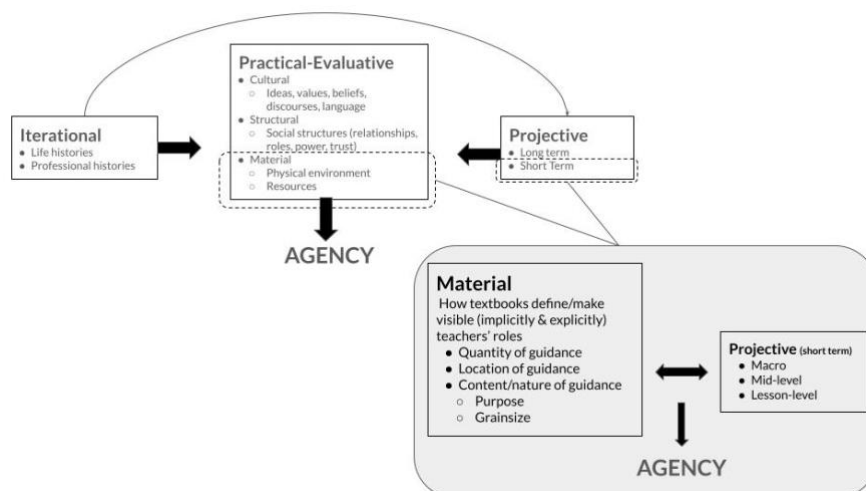 Practical-Evaluative
● Cultural
○ Ideas, values, beliefs,
discourses, language
● Structural
○ Social structures (relationships,
roles, power, trust)
● Material
○ Physical environment
○ Resources
Iterational
● Life histories
● Professional histories
Projective
● Long term
● Short Term
AGENCY
Material
How textbooks define/make
visible (implicitly & explicitly)
teachers' roles
● Quantity of guidance
● Location of guidance
● Content/nature of guidance
○ Purpose
○ Grainsize
Projective (short term)
● Macro
● Mid-level
● Lesson-level
AGENCY